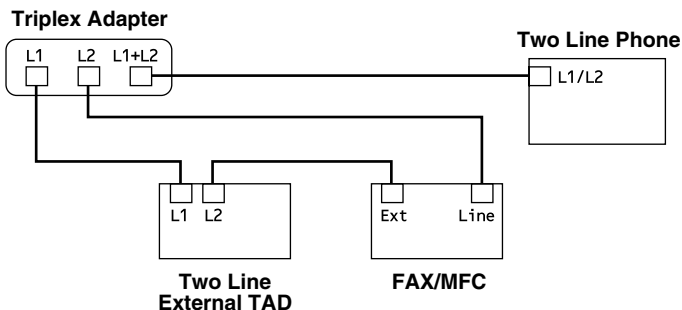 Triplex Adapter
L1 L2 L1+L2
Two Line Phone
L1/L2
L1 L2
Ext Line
Two Line
External TAD
FAX/MFC